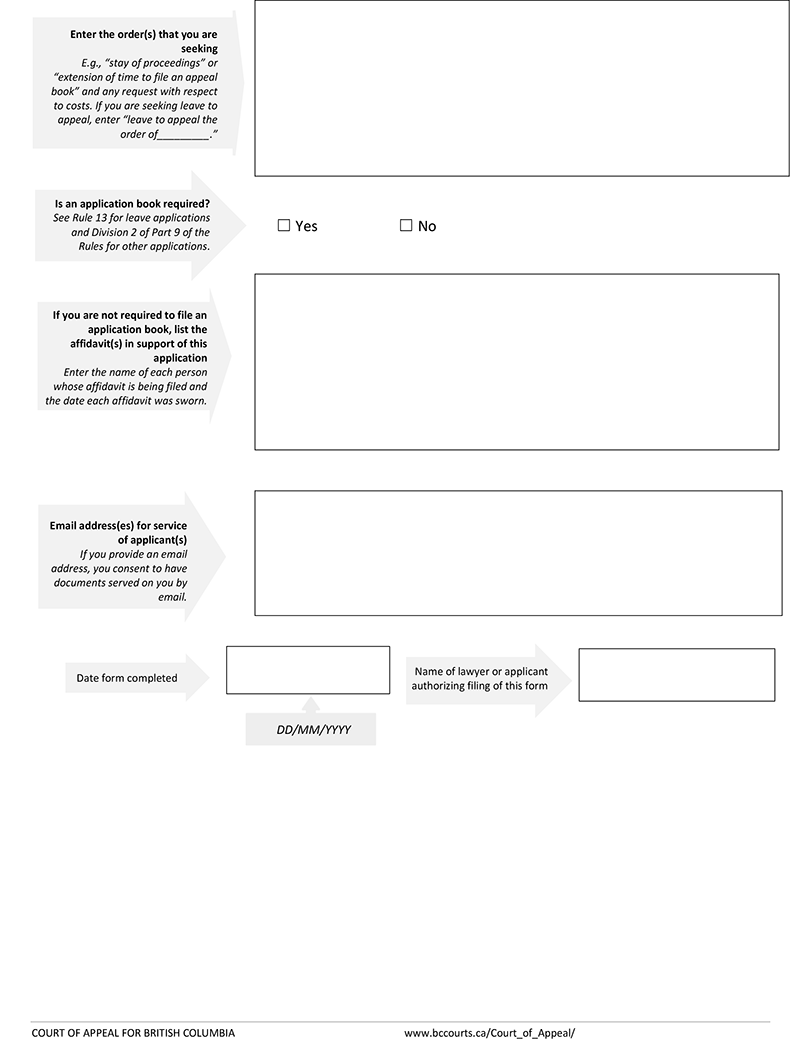 Enter the order(s) that you are
seeking
E.g., “stay of proceedings” or
“extension of time to file an appeal
book” and any request with respect
to costs. If you are seeking leave to
appeal, enter “leave to appeal the
order of_________.”
Is an application book required?
See Rule 13 for leave applications
and Division 2 of Part 9 of the
Rules for other applications.
☐ Yes ☐ No
If you are not required to file an
application book, list the
affidavit(s) in support of this
application
Enter the name of each person
whose affidavit is being filed and
the date each affidavit was sworn.
Email address(es) for service
of applicant(s)
If you provide an email
address, you consent to have
documents served on you by
email.
Date form completed
DD/MM/YYYY
Name of lawyer or applicant
authorizing filing of this form
COURT OF APPEAL FOR BRITISH COLUMBIA www.bccourts.ca/Court_of_Appeal/